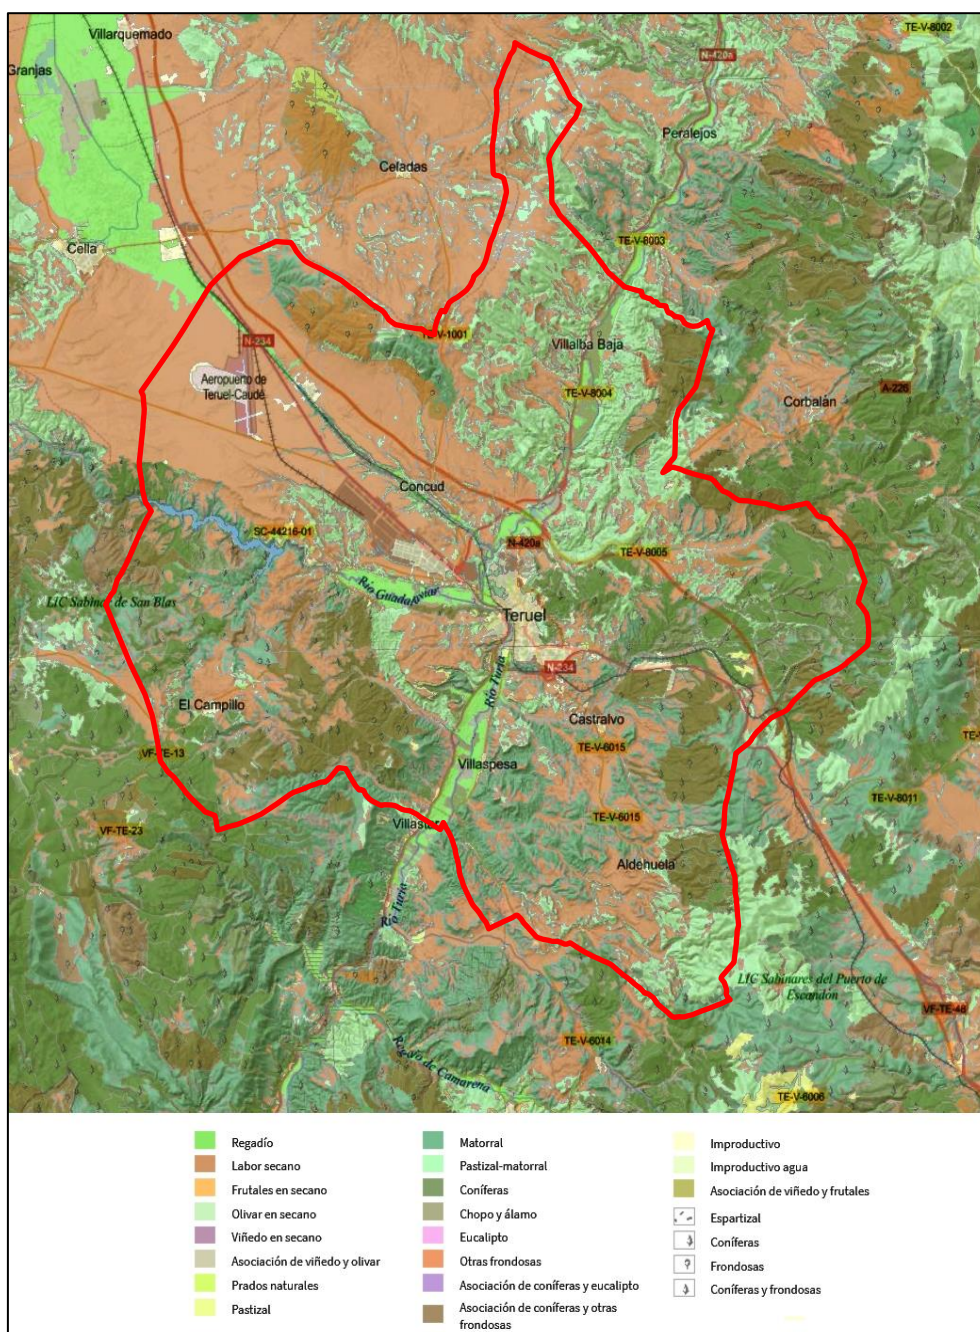 TE-V-8002
Villarquemado
N-420a
Granjas
Peralejos
Celadas
TE-V-8003
Cella
TE-V-1001
N-234
Villalba Baja
Aeropuerto de
Teruel-Caudé
A-226
TE-V-8004
Corbalán
Concud
SC-44216-01
N-420a
TE-V-8005
Río Guadalaviar
LIC Sabinar de San Blas
Teruel
N-234
Río Turia
El Campillo
Castralvo
TE-V-6015
VF-TE-13
Villaspesa
TE-V-8011
VF-TE-23
Villastar
TE-V-6015
Aldehuela
Río Turia
LIC Sabinares del Puerto de
Escandón
VF-TE-46
TE-V-6014
Regajo de Camarena
TE-V-6006
Regadío
Labor secano
Frutales en secano
Olivar en secano
Viñedo en secano
Asociación de viñedo y olivar
Prados naturales
Pastizal
Matorral
Pastizal-matorral
Coníferas
Chopo y álamo
Eucalipto
Otras frondosas
Asociación de coníferas y eucalipto
Asociación de coníferas y otras
frondosas
Improductivo
Improductivo agua
Asociación de viñedo y frutales
Espartizal
Coníferas
Frondosas
Coníferas y frondosas